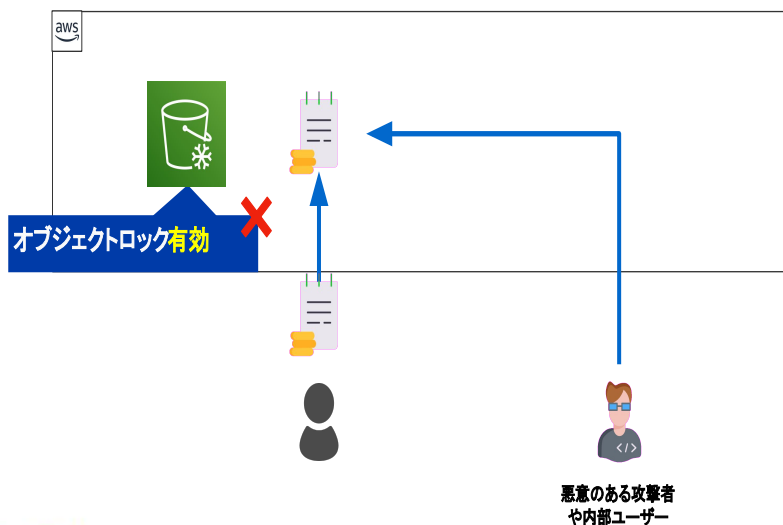 aws
オブジェクトロック有効
</>
悪意のある攻撃者
や内部ユーザー